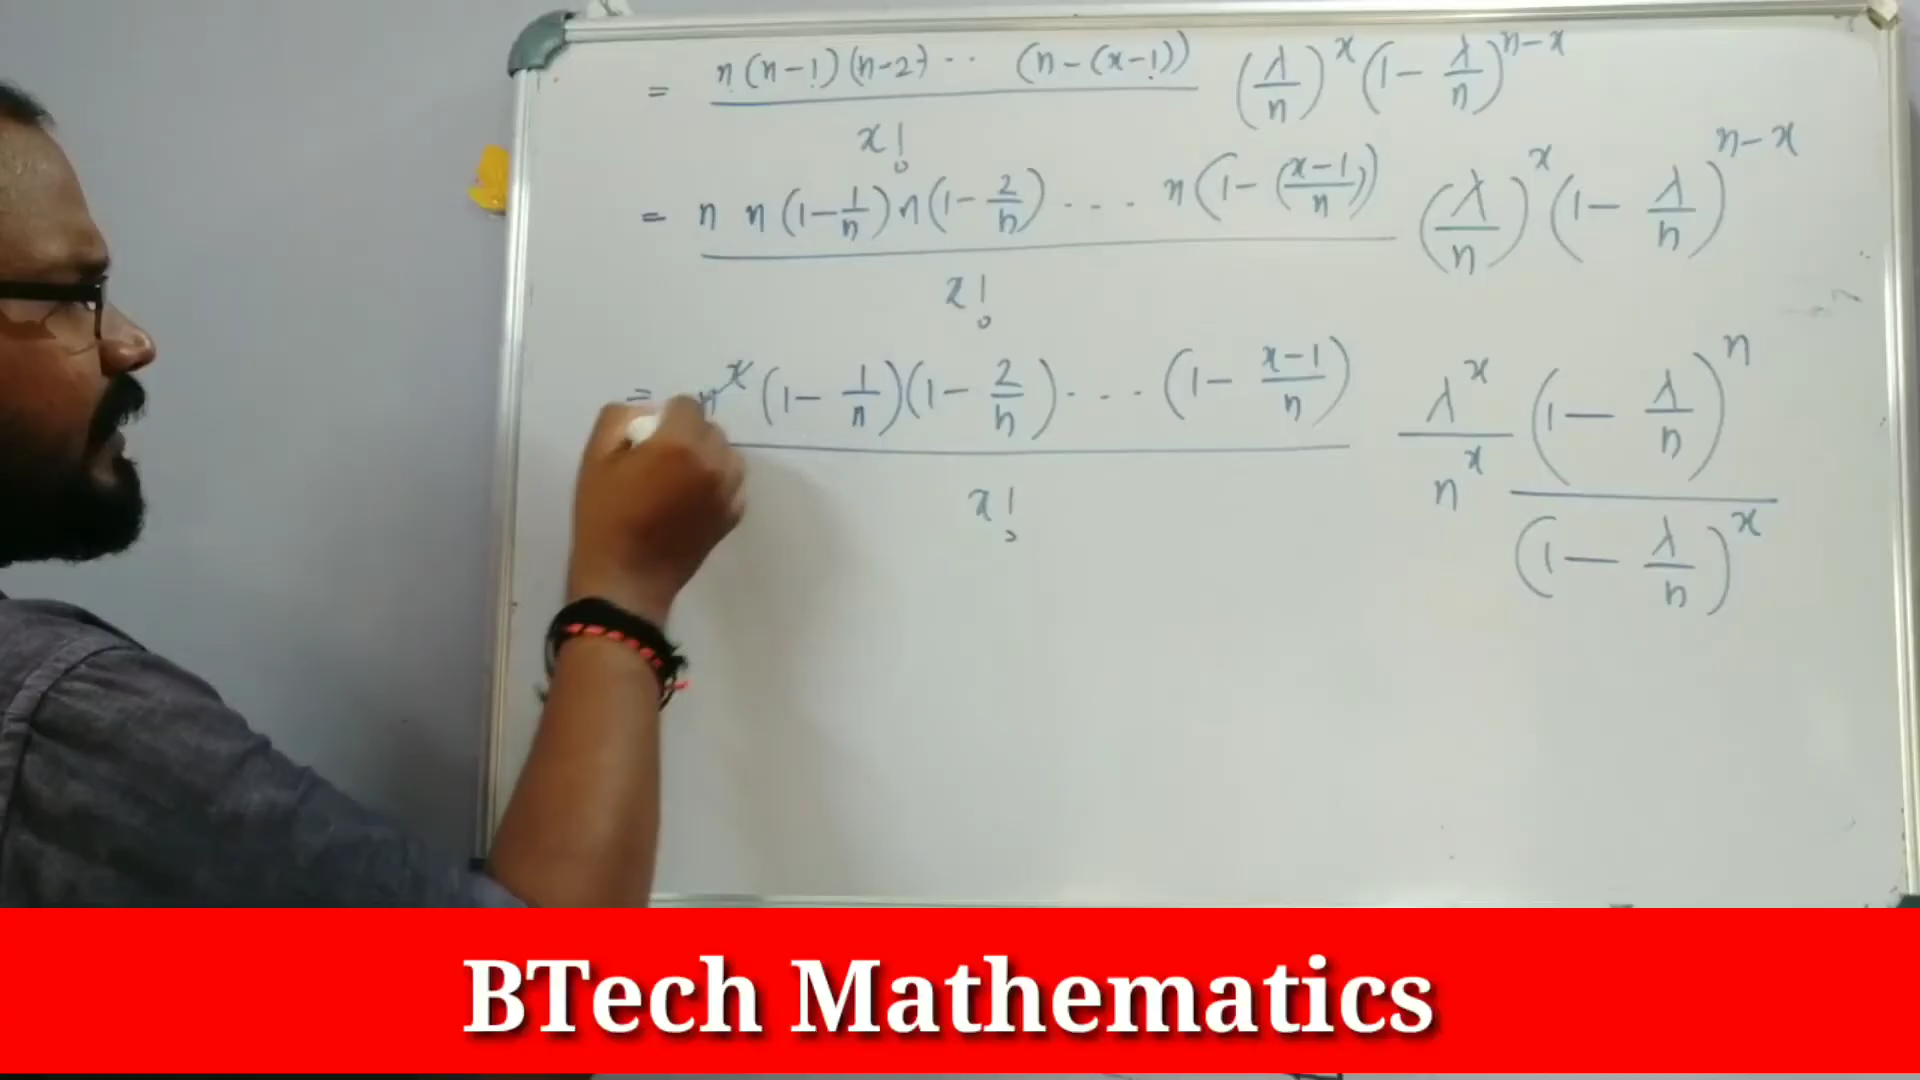 = n(n-1)(n-2)·· (n-(x-1)) / x! (λ/n)^x (1-λ/n)^{n-x}
= n n(1-1/n)n(1-2/n)···· n(1-(x-1/n)) / x! (λ/n)^x (1-λ/n)^{n-x}
= n^x (1-1/n)(1-2/n)···· (1-x-1/n) / x! λ^x/n^x (1-λ/n)^n / (1-λ/n)^x
BTech Mathematics